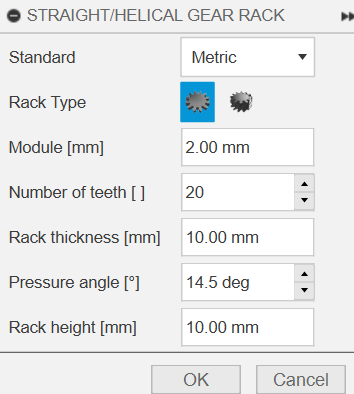 STRAIGHT/HELICAL GEAR RACK
Standard Metric
Rack Type
Module [mm] 2.00 mm
Number of teeth [ ] 20
Rack thickness [mm] 10.00 mm
Pressure angle [°] 14.5 deg
Rack height [mm] 10.00 mm
OK Cancel